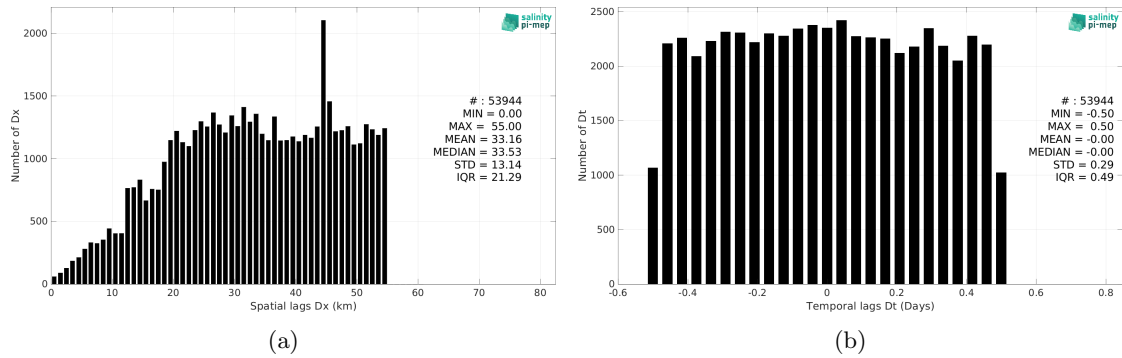 salinity
pi-mep
2000
1500
1000
500
0
Number of Dx
# : 53944
MIN = 0.00
MAX = 55.00
MEAN = 33.16
MEDIAN = 33.53
STD = 13.14
IQR = 21.29
0 10 20 30 40 50 60 70 80
Spatial lags Dx (km)
(a)
salinity
pi-mep
2500
2000
1500
1000
500
0
Number of Dt
# : 53944
MIN = -0.50
MAX = 0.50
MEAN = -0.00
MEDIAN = -0.00
STD = 0.29
IQR = 0.49
-0.6 -0.4 -0.2 0 0.2 0.4 0.6 0.8
Temporal lags Dt (Days)
(b)